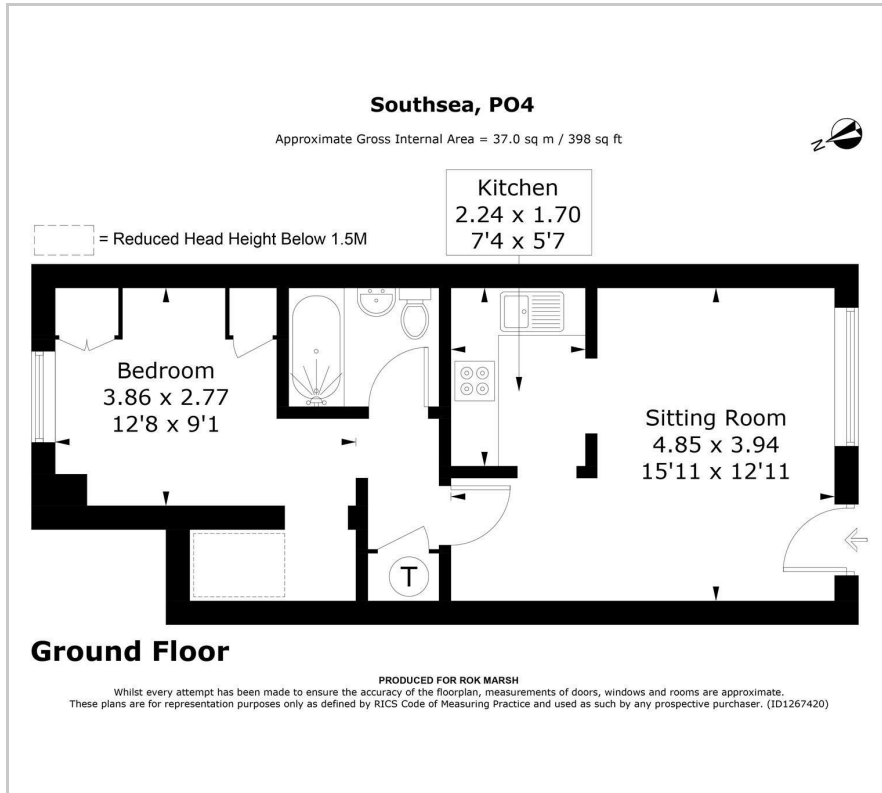 Southsea, PO4
Approximate Gross Internal Area = 37.0 sq m / 398 sq ft
N
Kitchen
2.24 x 1.70
7'4 x 5'7
= Reduced Head Height Below 1.5M
Bedroom
3.86 x 2.77
12'8 x 9'1
Sitting Room
4.85 x 3.94
15'11 x 12'11
T
Ground Floor
PRODUCED FOR ROK MARSH
Whilst every attempt has been made to ensure the accuracy of the floorplan, measurements of doors, windows and rooms are approximate.
These plans are for representation purposes only as defined by RICS Code of Measuring Practice and used as such by any prospective purchaser. (ID1267420)